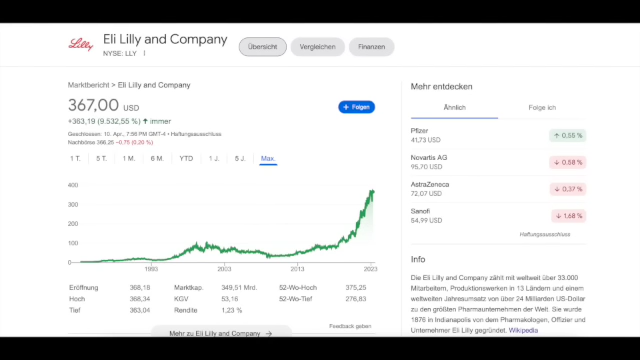 Lilly
Eli Lilly and Company
NYSE: LLY
Übersicht
Vergleichen
Finanzen
Marktbericht > Eli Lilly and Company
367,00 USD
+363,19 (9.532,55 %) ↑ immer
Geschlossen: 10. Apr., 7:56 PM GMT-4 • Haftungsausschluss
Nachbörse 366,26 −0,75 (0,20 %)
+ Folgen
1 T.
5 T.
1 M.
6 M.
YTD
1 J.
5 J.
Max.
400
300
200
100
0
1993
2003
2013
2023
Eröffnung 368,18 Marktkap. 349,51 Mrd. 52-Wo-Hoch 375,25
Hoch 368,34 KGV 53,16 52-Wo-Tief 276,83
Tief 363,04 Rendite 1,23 %
Feedback geben
Mehr zu Eli Lilly and Company →
Mehr entdecken
Ähnlich
Folge ich
Pfizer
41,73 USD
↑ 0,55 %
Novartis AG
95,70 USD
↓ 0,58 %
AstraZeneca
72,07 USD
↓ 0,37 %
Sanofi
54,99 USD
↓ 1,68 %
Haftungsausschluss
Info
Die Eli Lilly and Company zählt mit weltweit über 33.000
Mitarbeitern, Produktionswerken in 13 Ländern und einem
weltweiten Jahresumsatz von über 24 Milliarden US-Dollar
zu den größten Pharmaunternehmen der Welt. Sie wurde
1876 in Indianapolis von dem Pharmakologen, Offizier und
Unternehmer Eli Lilly gegründet. Wikipedia